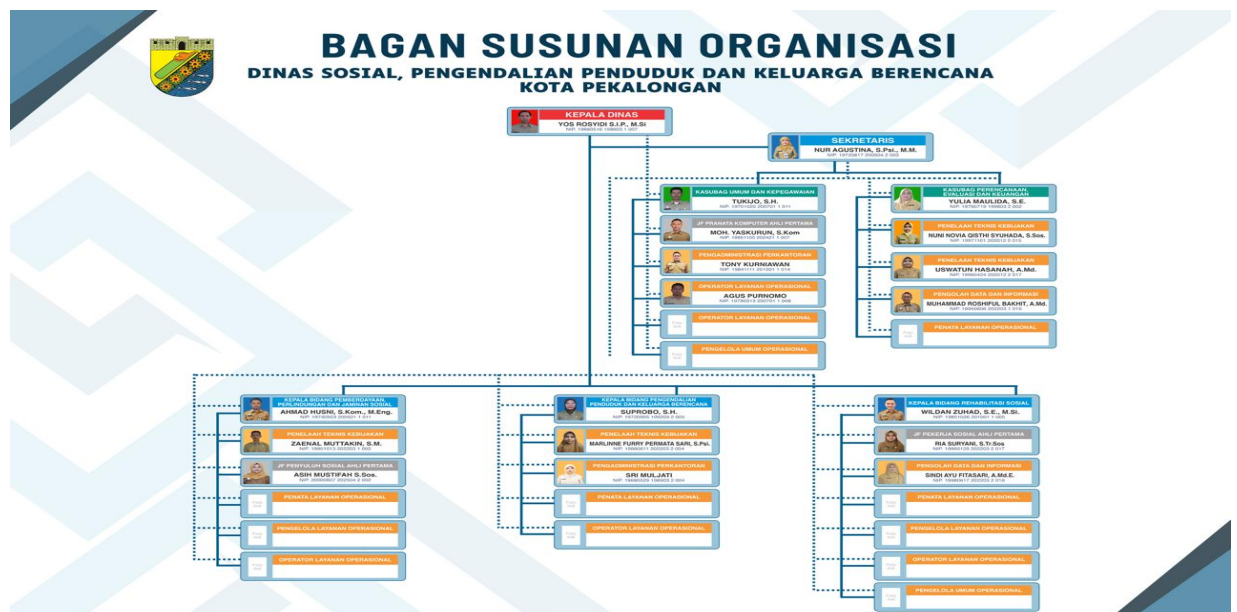 BAGAN SUSUNAN ORGANISASI
DINAS SOSIAL, PENGENDALIAN PENDUDUK DAN KELUARGA BERENCANA
KOTA PEKALONGAN
KEPALA DINAS
YOS ROSYIDI S.I.P., M.Si
SEKRETARIS
NUR AGUSTINA, S.Psi., M.M.
KASUBAG UMUM DAN KEPEGAWAIAN
TUKIJO, S.H.
JF PRANATA KOMPUTER AHLI PERTAMA
MOH. YASKURUN, S.Kom
PENGADMINISTRASI PERKANTORAN
TONY KURNIAWAN
OPERATOR LAYANAN OPERASIONAL
AGUS PURNOMO
OPERATOR LAYANAN OPERASIONAL
PENGELOLA UMUM OPERASIONAL
KASUBAG PERENCANAAN,
EVALUASI DAN KEUANGAN
YULIA MAULIDA, S.E.
PENELAAH TEKNIS KEBIJAKAN
NUNI NOVIA QISTHI SYUHADA, S.Sos.
PENELAAH TEKNIS KEBIJAKAN
USWATUN HASANAH, A.Md.
PENGOLAH DATA DAN INFORMASI
MUHAMMAD ROSHIFUL BAKHIT, A.Md.
PENATA LAYANAN OPERASIONAL
KEPALA BIDANG PEMBERDAYAAN,
PERLINDUNGAN DAN JAMINAN SOSIAL
AHMAD HUSNI, S.Kom., M.Eng.
PENELAAH TEKNIS KEBIJAKAN
ZAENAL MUTTAKIN, S.M.
JF PENYULUH SOSIAL AHLI PERTAMA
ASIH MUSTIFAH S.Sos.
PENATA LAYANAN OPERASIONAL
PENGELOLA LAYANAN OPERASIONAL
OPERATOR LAYANAN OPERASIONAL
KEPALA BIDANG PENGENDALIAN
PENDUDUK DAN KELUARGA BERENCANA
SUPROBO, S.H.
PENELAAH TEKNIS KEBIJAKAN
MARLINNE FURRY PERMATA SARI, S.Psi.
PENGADMINISTRASI PERKANTORAN
SRI MULJATI
PENATA LAYANAN OPERASIONAL
OPERATOR LAYANAN OPERASIONAL
KEPALA BIDANG REHABILITASI SOSIAL
WILDAN ZUHAD, S.E., M.Si.
JF PEKERJA SOSIAL AHLI PERTAMA
RIA SURYANI, S.Tr.Sos
PENGOLAH DATA DAN INFORMASI
SINDI AYU FITASARI, A.Md.E.
PENATA LAYANAN OPERASIONAL
PENGELOLA LAYANAN OPERASIONAL
OPERATOR LAYANAN OPERASIONAL
PENGELOLA UMUM OPERASIONAL